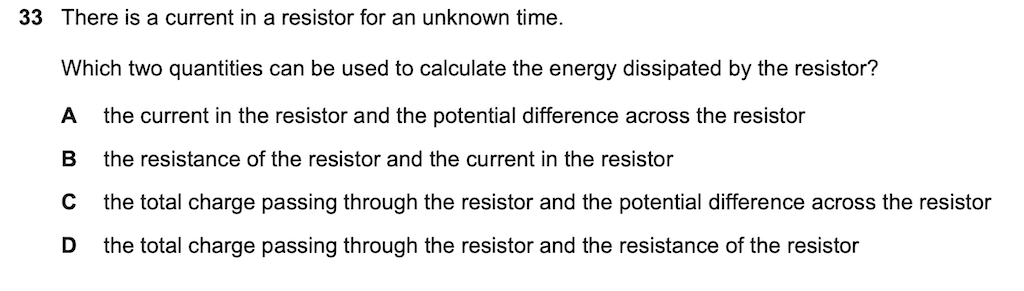 33 There is a current in a resistor for an unknown time.
Which two quantities can be used to calculate the energy dissipated by the resistor?
A the current in the resistor and the potential difference across the resistor
B the resistance of the resistor and the current in the resistor
C the total charge passing through the resistor and the potential difference across the resistor
D the total charge passing through the resistor and the resistance of the resistor